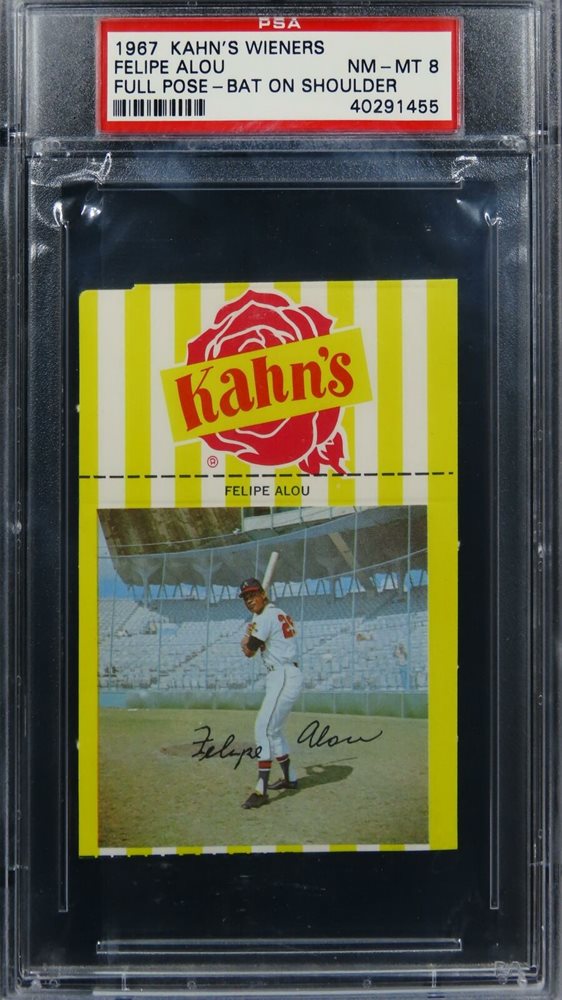 PSA
1967 KAHN'S WIENERS
FELIPE ALOU NM-MT 8
FULL POSE-BAT ON SHOULDER
40291455
Kahn's
®
FELIPE ALOU
Felipe Alou